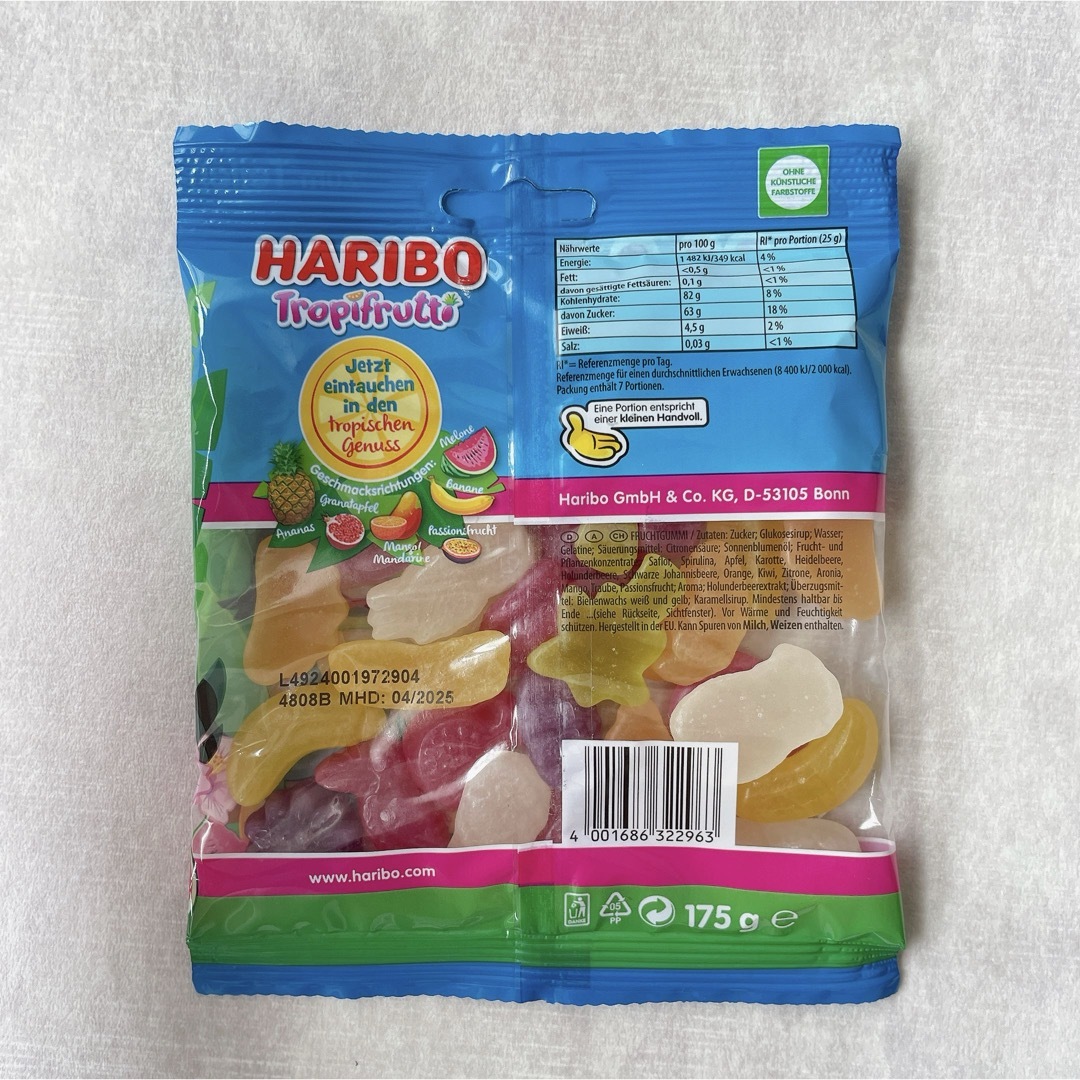 OHNE
KÜNSTLICHE
FARBSTOFFE
HARIBO
Tropifrutti
Jetzt
eintauchen
in den
tropischen
Genuss
Geschmacksrichtungen:
Melone
Banane
Granatapfel
Ananas
Mango
Mandarine
Passionsfrucht
Nährwerte pro 100 g RI* pro Portion (25 g)
Energie: 1 482 kJ/349 kcal 4 %
Fett: <0,5 g <1 %
davon gesättigte Fettsäuren: 0,1 g <1 %
Kohlenhydrate: 82 g 8 %
davon Zucker: 63 g 18 %
Eiweiß: 4,5 g 2 %
Salz: 0,03 g <1 %
RI*= Referenzmenge pro Tag.
Referenzmenge für einen durchschnittlichen Erwachsenen (8 400 kJ/2 000 kcal).
Packung enthält 7 Portionen.
Eine Portion entspricht
einer kleinen Handvoll.
Haribo GmbH & Co. KG, D-53105 Bonn
D A CH FRUCHTGUMMI / Zutaten: Zucker; Glukosesirup; Wasser;
Gelatine; Säuerungsmittel: Citronensäure; Sonnenblumenöl; Frucht- und
Pflanzenkonzentrate: Saflor, Spirulina, Apfel, Karotte, Heidelbeere,
Holunderbeere, Schwarze Johannisbeere, Orange, Kiwi, Zitrone, Aronia,
Mango, Traube, Passionsfrucht; Aroma; Holunderbeerextrakt; Überzugsmit-
tel: Bienenwachs weiß und gelb; Karamellsirup. Mindestens haltbar bis
Ende ...(siehe Rückseite, Sichtfenster). Vor Wärme und Feuchtigkeit
schützen. Hergestellt in der EU. Kann Spuren von Milch, Weizen enthalten.
L4924001972904
4808B MHD: 04/2025
4 001686 322963
www.haribo.com
DANKE
05
PP
175 g e